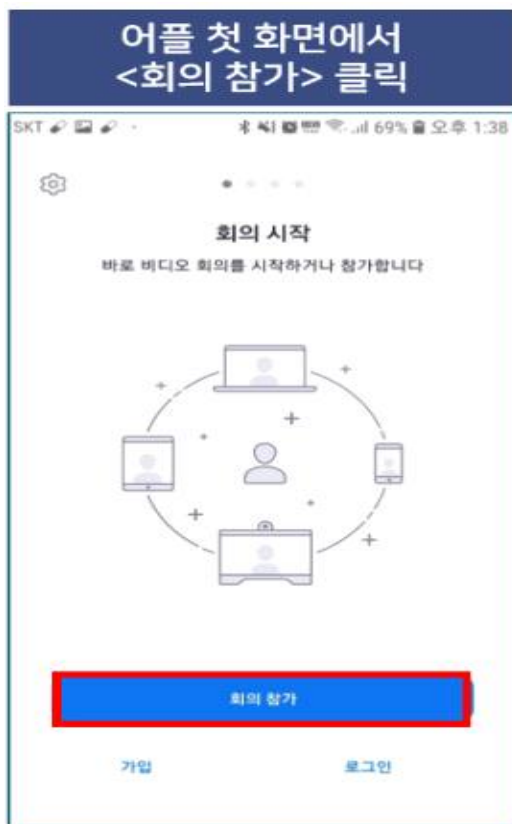 어플 첫 화면에서
<회의 참가> 클릭
SKT 69% 오후 1:38
회의 시작
바로 비디오 회의를 시작하거나 참가합니다
회의 참가
가입 로그인